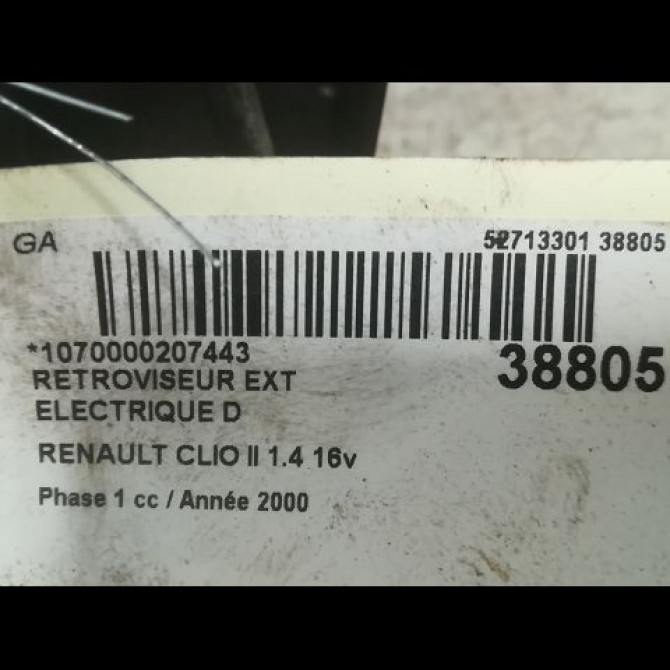 GA
52713301 38805
*1070000207443
38805
RETROVISEUR EXT
ELECTRIQUE D
RENAULT CLIO II 1.4 16v
Phase 1 cc / Année 2000